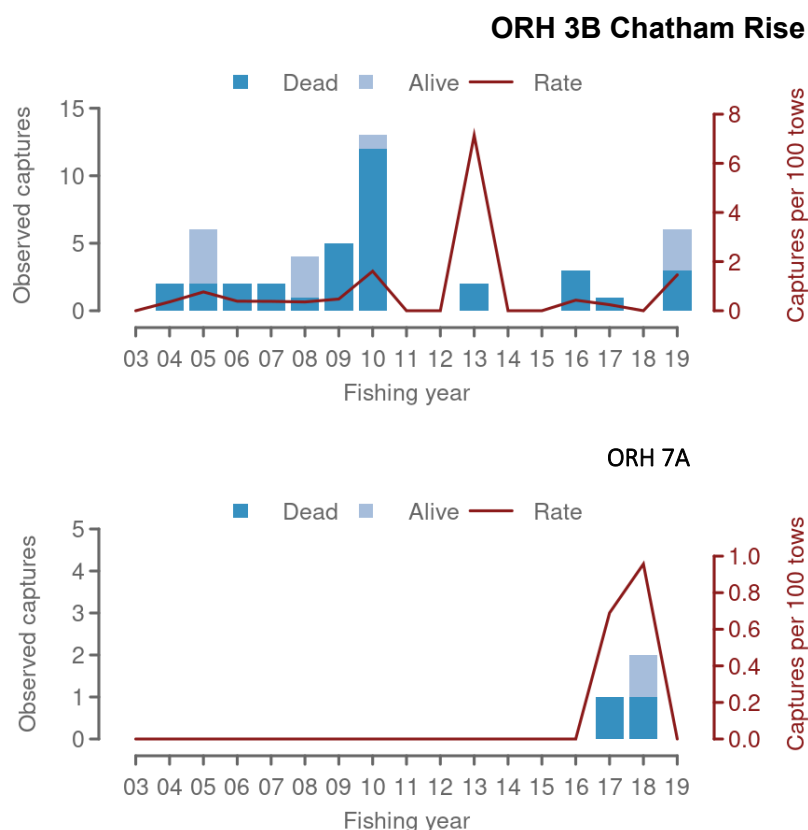 ORH 3B Chatham Rise
Dead Alive Rate
Observed captures
15
10
5
0
8
6
4
2
0
Captures per 100 tows
03 04 05 06 07 08 09 10 11 12 13 14 15 16 17 18 19
Fishing year
ORH 7A
Dead Alive Rate
Observed captures
5
4
3
2
1
0
1.0
0.8
0.6
0.4
0.2
0.0
Captures per 100 tows
03 04 05 06 07 08 09 10 11 12 13 14 15 16 17 18 19
Fishing year